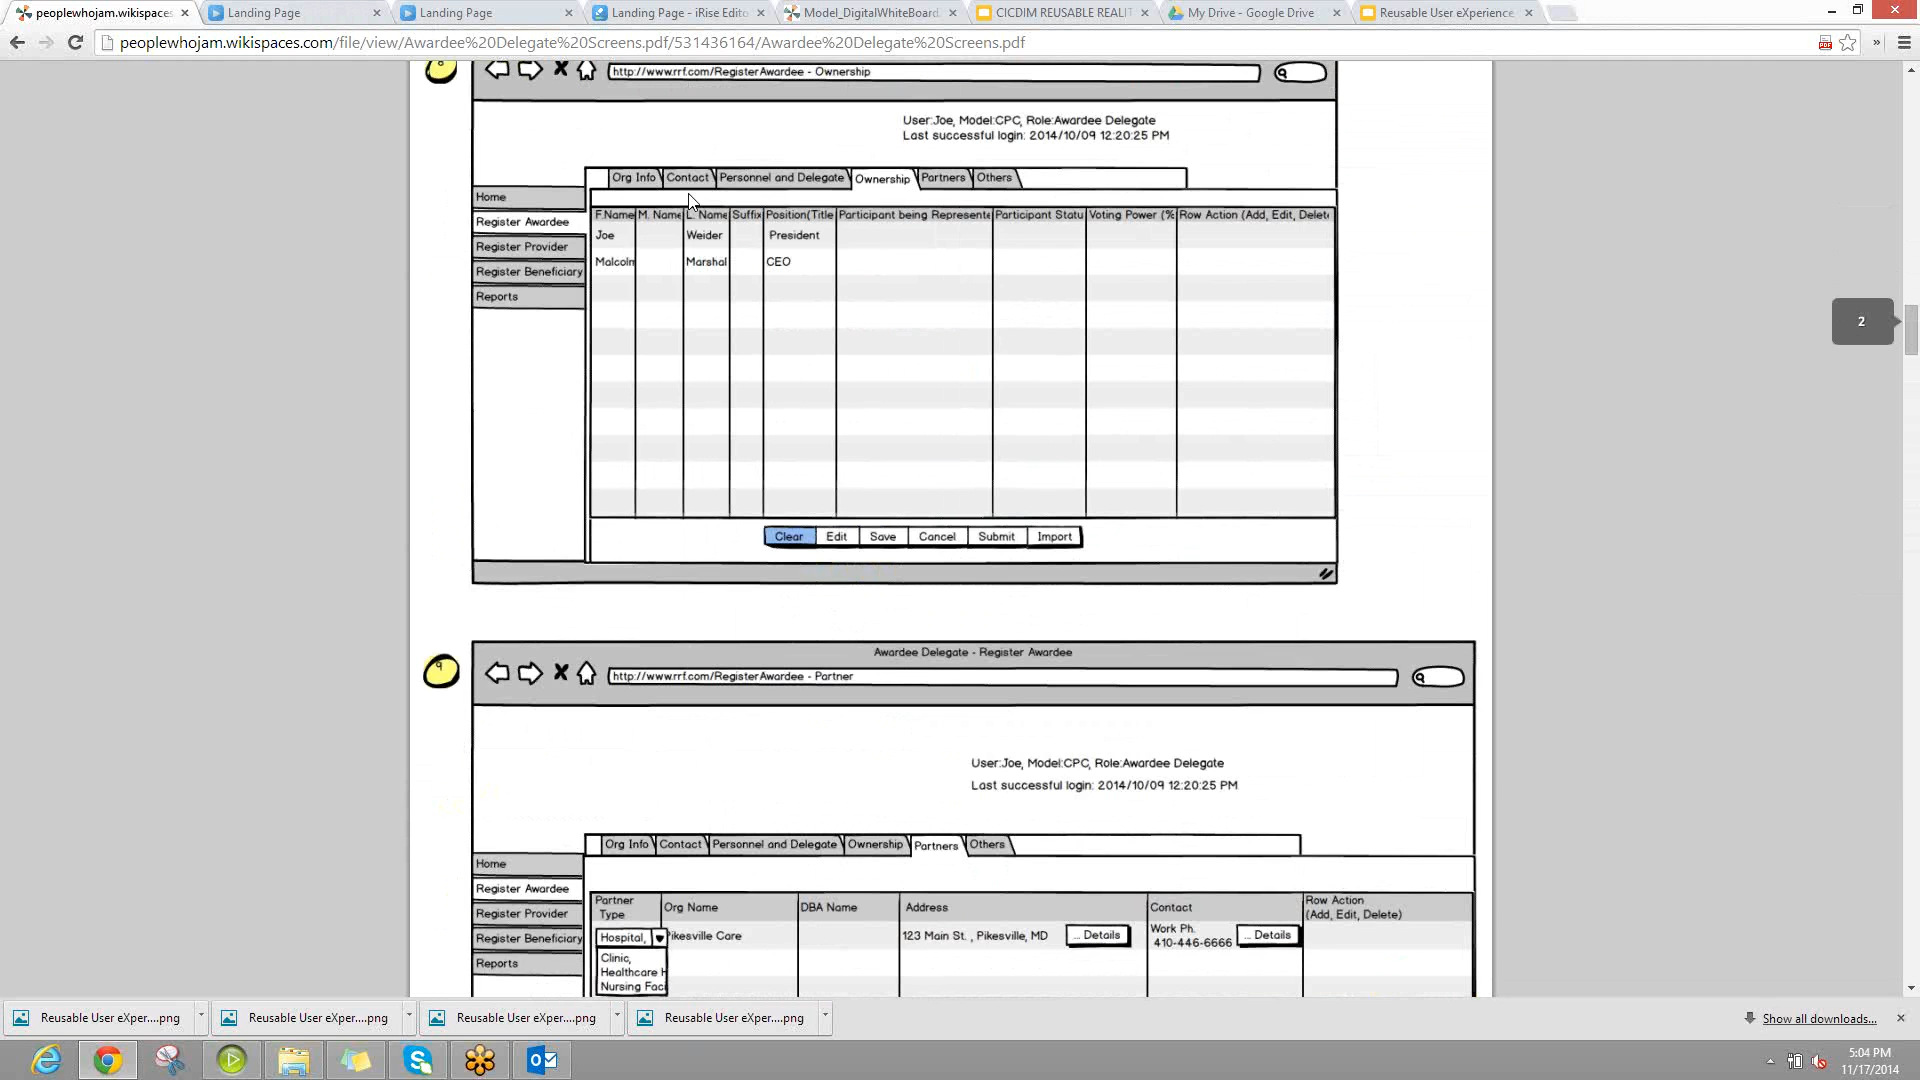 peoplewhojam.wikispaces
Landing Page
Landing Page
Landing Page - iRise Edito
Model_DigitalWhiteBoard
CICDIM REUSABLE REALIT
My Drive - Google Drive
Reusable User eXperience
peoplewhojam.wikispaces.com/file/view/Awardee%20Delegate%20Screens.pdf/531436164/Awardee%20Delegate%20Screens.pdf
http://www.rrf.com/RegisterAwardee - Ownership
User:Joe, Model:CPC, Role:Awardee Delegate
Last successful login: 2014/10/09 12:20:25 PM
Org Info Contact Personnel and Delegate Ownership Partners Others
Home
Register Awardee
Register Provider
Register Beneficiary
Reports
F.Name M. Name L. Name Suffix Position(Title Participant being Represente Participant Statu Voting Power (% Row Action (Add, Edit, Delet
Joe Weider President
Malcolm Marshal CEO
2
Clear Edit Save Cancel Submit Import
9
Awardee Delegate - Register Awardee
http://www.rrf.com/RegisterAwardee - Partner
User:Joe, Model:CPC, Role:Awardee Delegate
Last successful login: 2014/10/09 12:20:25 PM
Org Info Contact Personnel and Delegate Ownership Partners Others
Home
Register Awardee
Register Provider
Register Beneficiary
Reports
Partner Type Org Name DBA Name Address Contact Row Action
(Add, Edit, Delete)
Hospital, Pikesville Care 123 Main St. , Pikesville, MD ... Details Work Ph.
410-446-6666 ... Details
Clinic,
Healthcare H
Nursing Faci
Reusable User eXper....png
Reusable User eXper....png
Reusable User eXper....png
Reusable User eXper....png
Show all downloads...
5:04 PM
11/17/2014